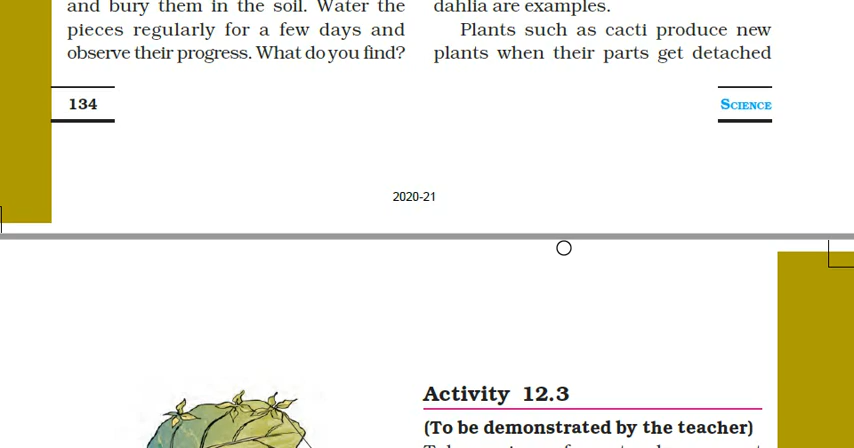 and bury them in the soil. Water the
pieces regularly for a few days and
observe their progress. What do you find?
dahlia are examples.
Plants such as cacti produce new
plants when their parts get detached
134
SCIENCE
2020-21
Activity 12.3
(To be demonstrated by the teacher)